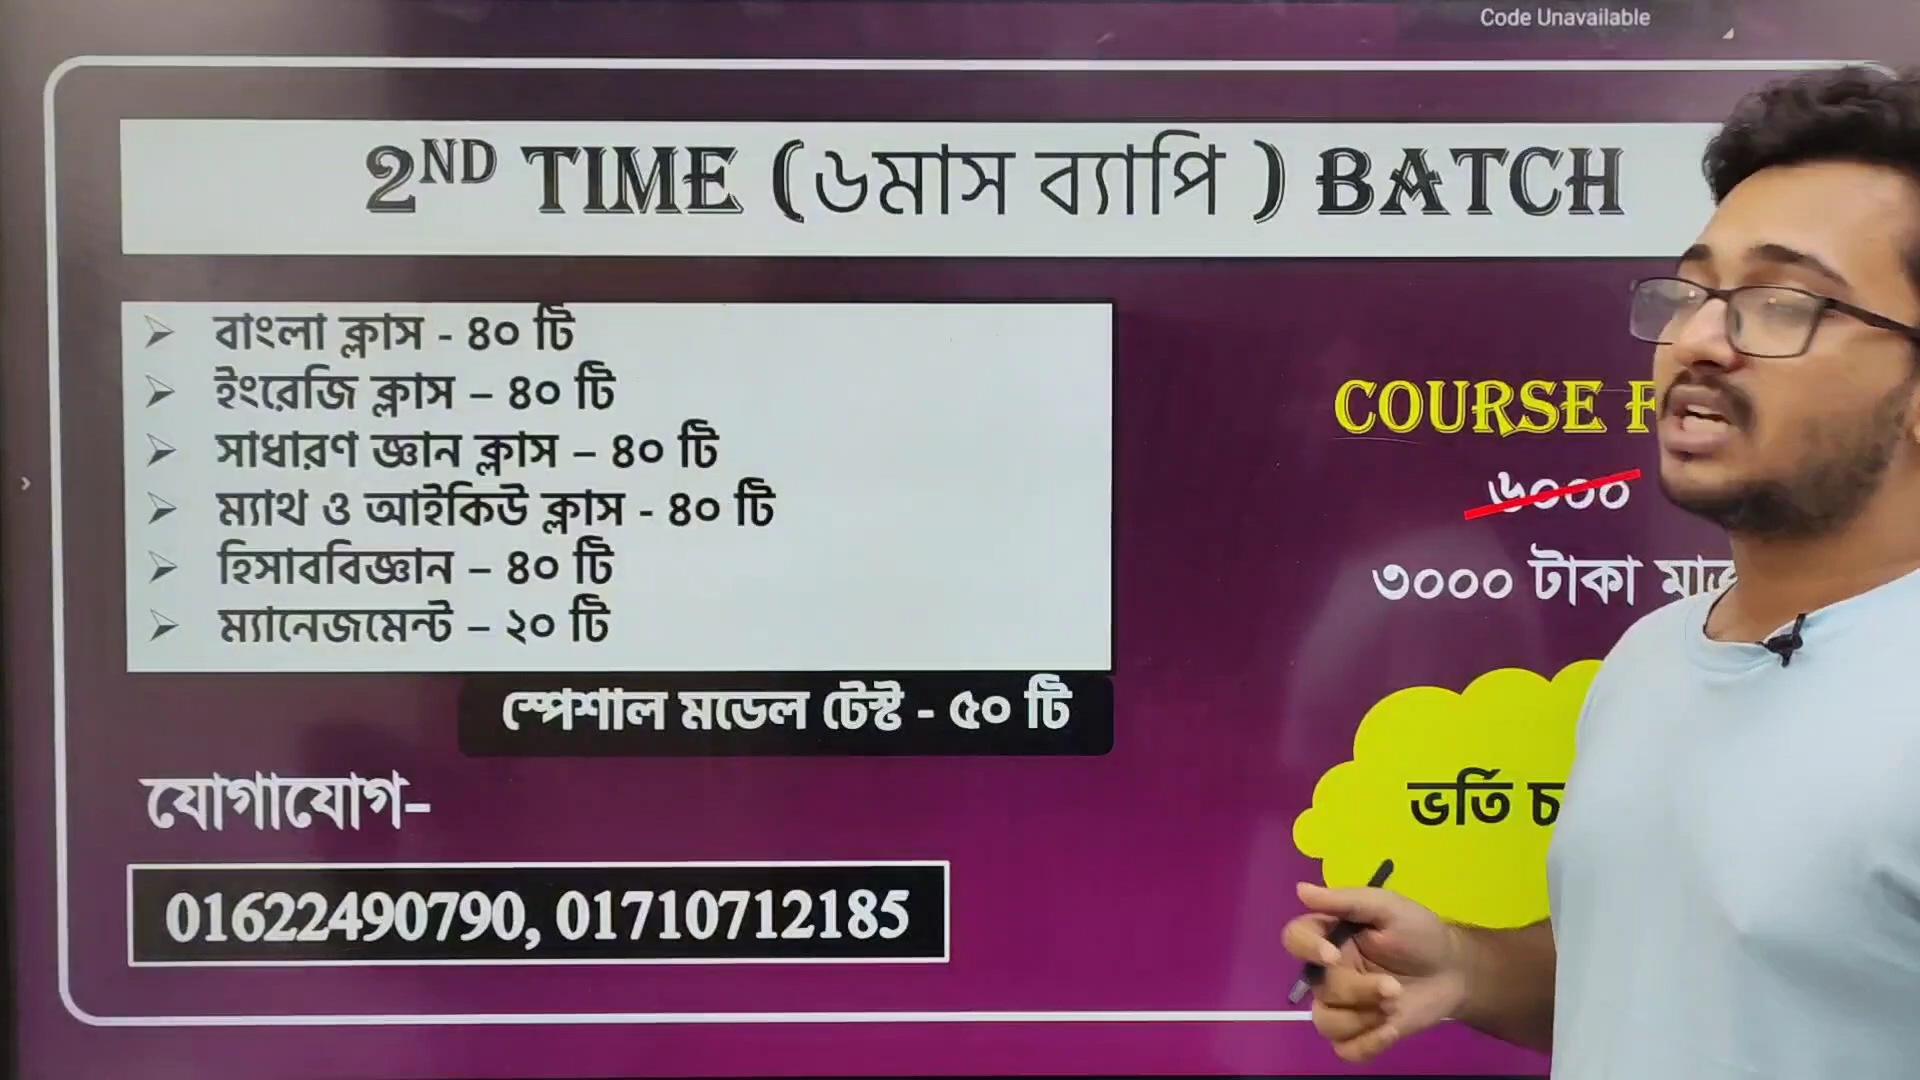 Code Unavailable
2ND TIME (৬মাস ব্যাপি ) BATCH
বাংলা ক্লাস - ৪০ টি
ইংরেজি ক্লাস – ৪০ টি
সাধারণ জ্ঞান ক্লাস – ৪০ টি
ম্যাথ ও আইকিউ ক্লাস - ৪০ টি
হিসাববিজ্ঞান – ৪০ টি
ম্যানেজমেন্ট – ২০ টি
স্পেশাল মডেল টেস্ট - ৫০ টি
যোগাযোগ-
01622490790, 01710712185
COURSE
৬০০০
৩০০০ টাকা
ভর্তি